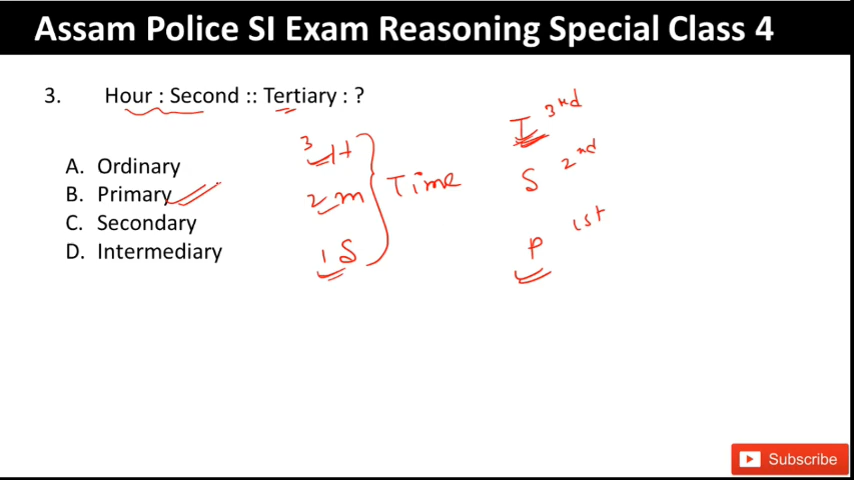 Assam Police SI Exam Reasoning Special Class 4
3. Hour : Second :: Tertiary : ?
A. Ordinary
B. Primary
C. Secondary
D. Intermediary
3 H
2 m
1 S
Time
T 3rd
S 2nd
P 1st
Subscribe